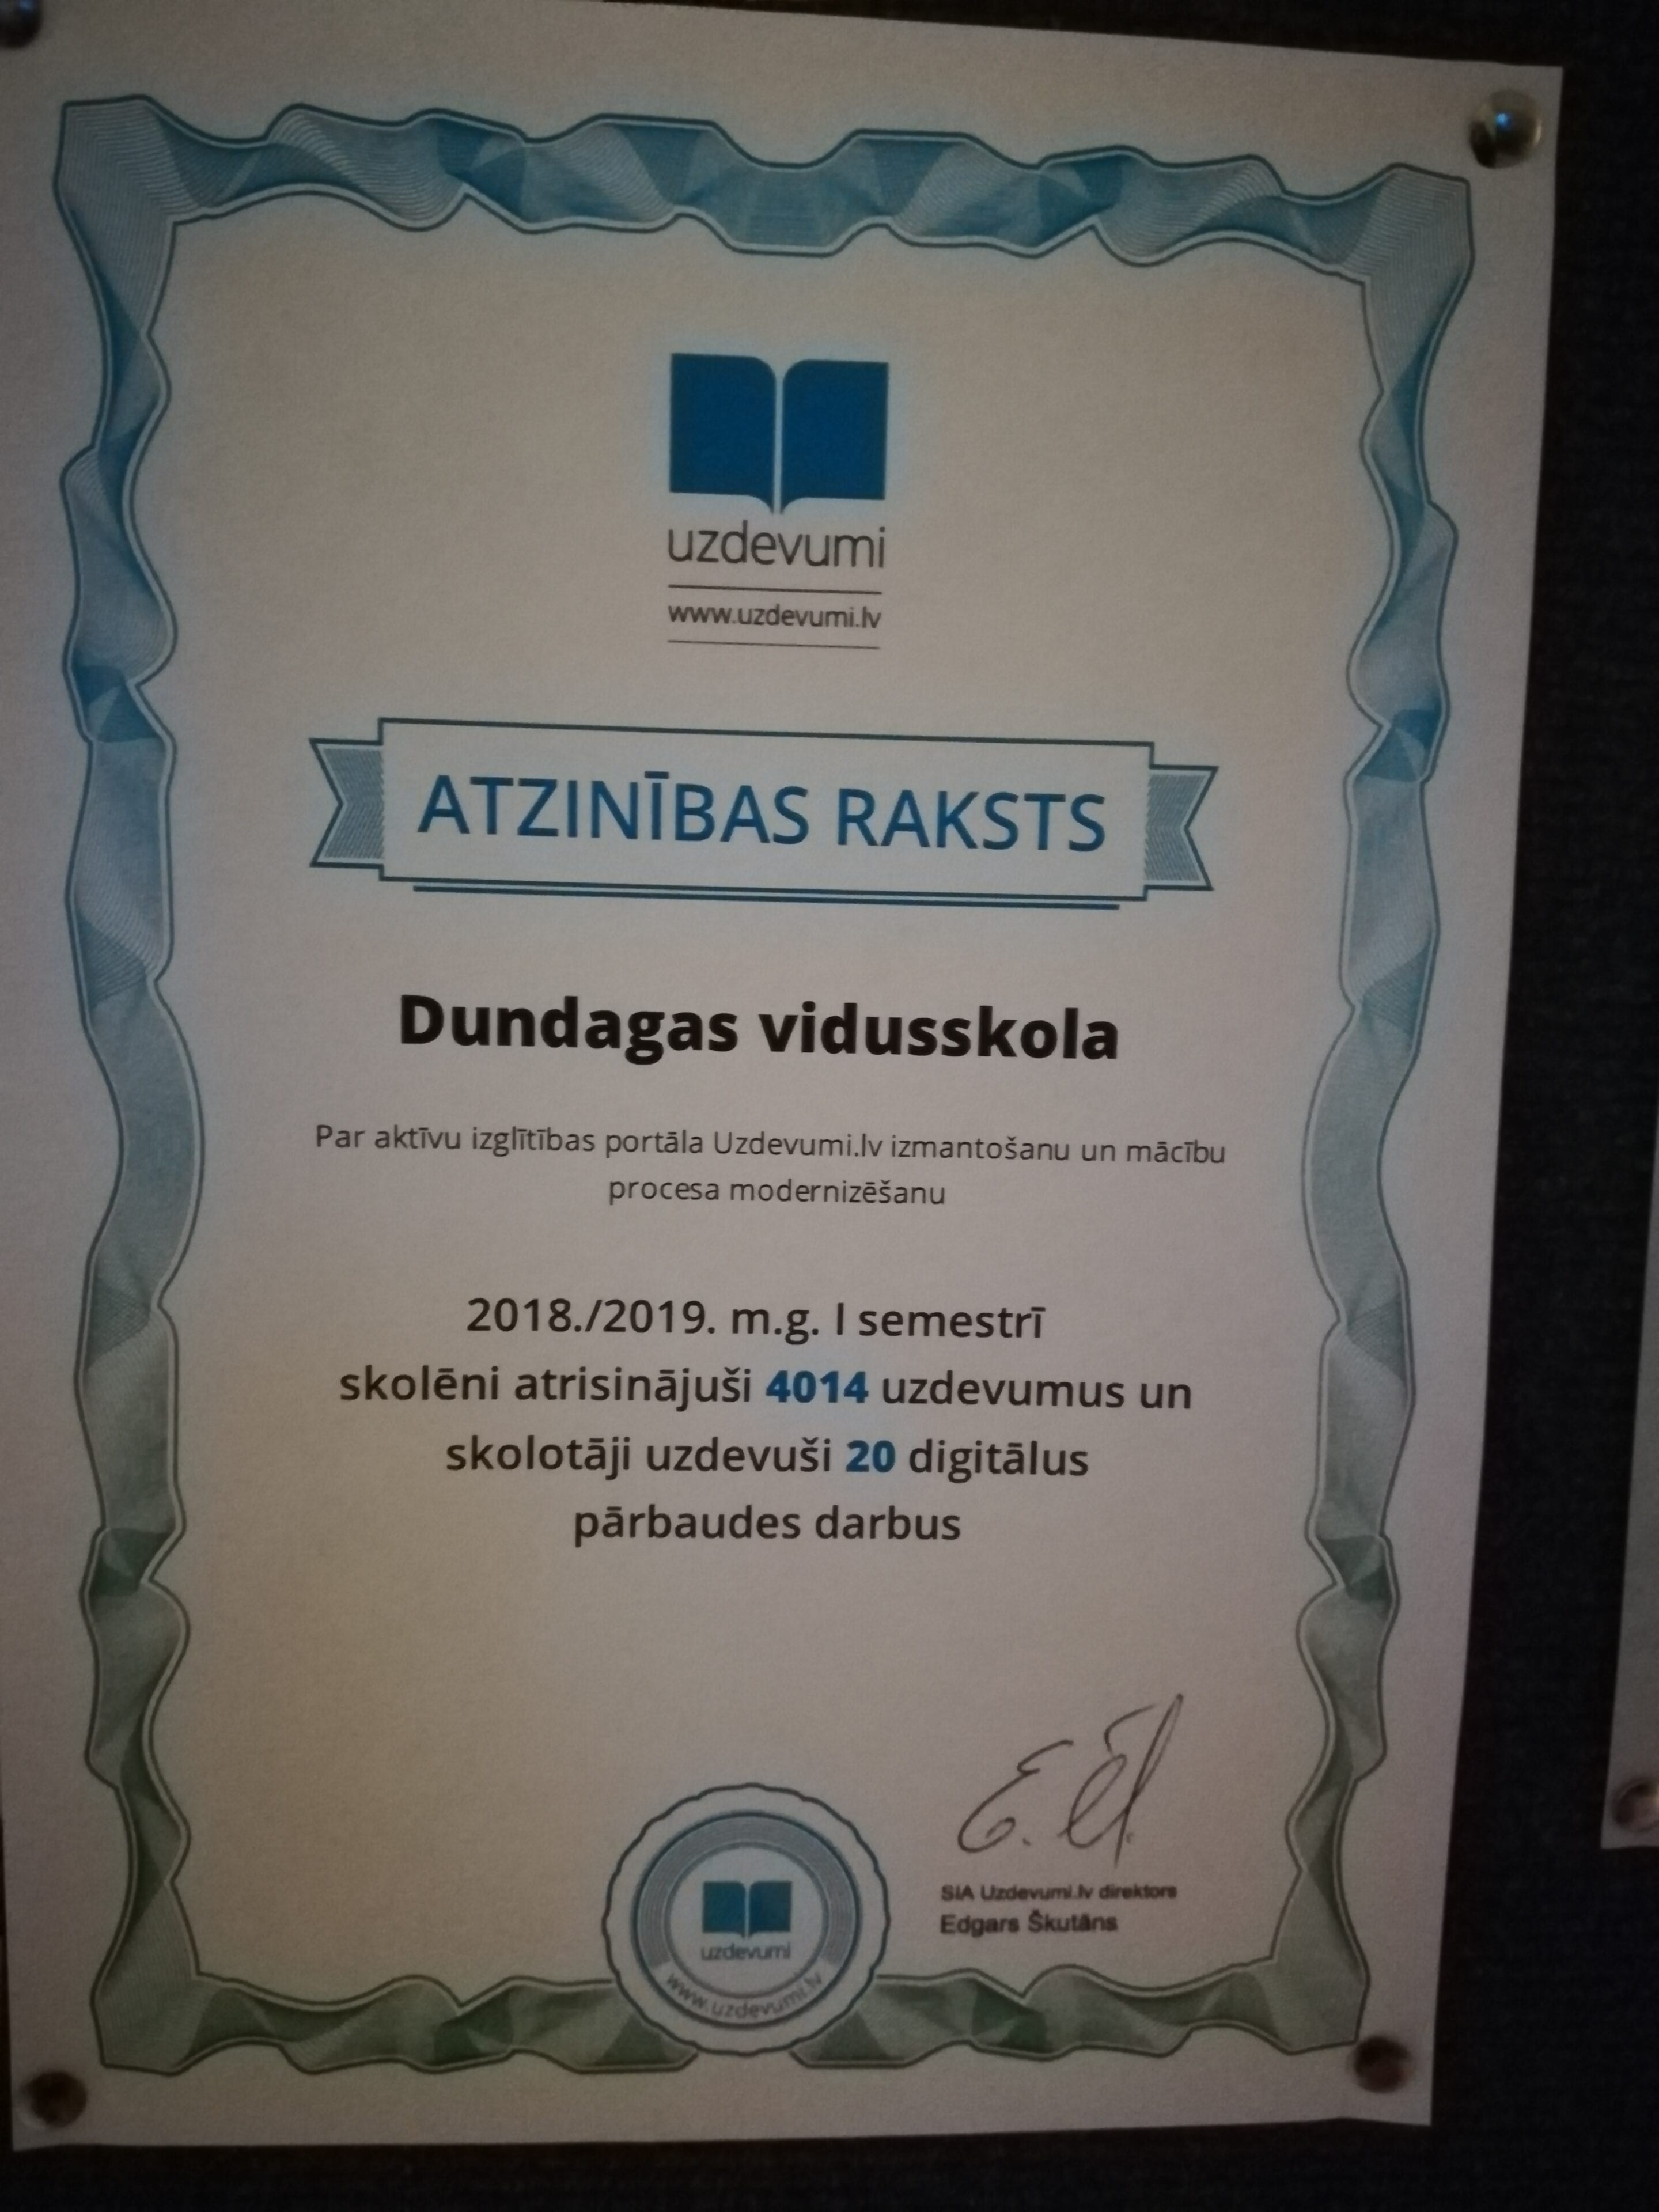 uzdevumi
www.uzdevumi.lv
ATZINĪBAS RAKSTS
Dundagas vidusskola
Par aktīvu izglītības portāla Uzdevumi.lv izmantošanu un mācību
procesa modernizēšanu
2018./2019. m.g. I semestrī
skolēni atrisinājuši 4014 uzdevumus un
skolotāji uzdevuši 20 digitālus
pārbaudes darbus
SIA Uzdevumi.lv direktors
Edgars Škutāns
uzdevumi
www.uzdevumi.lv